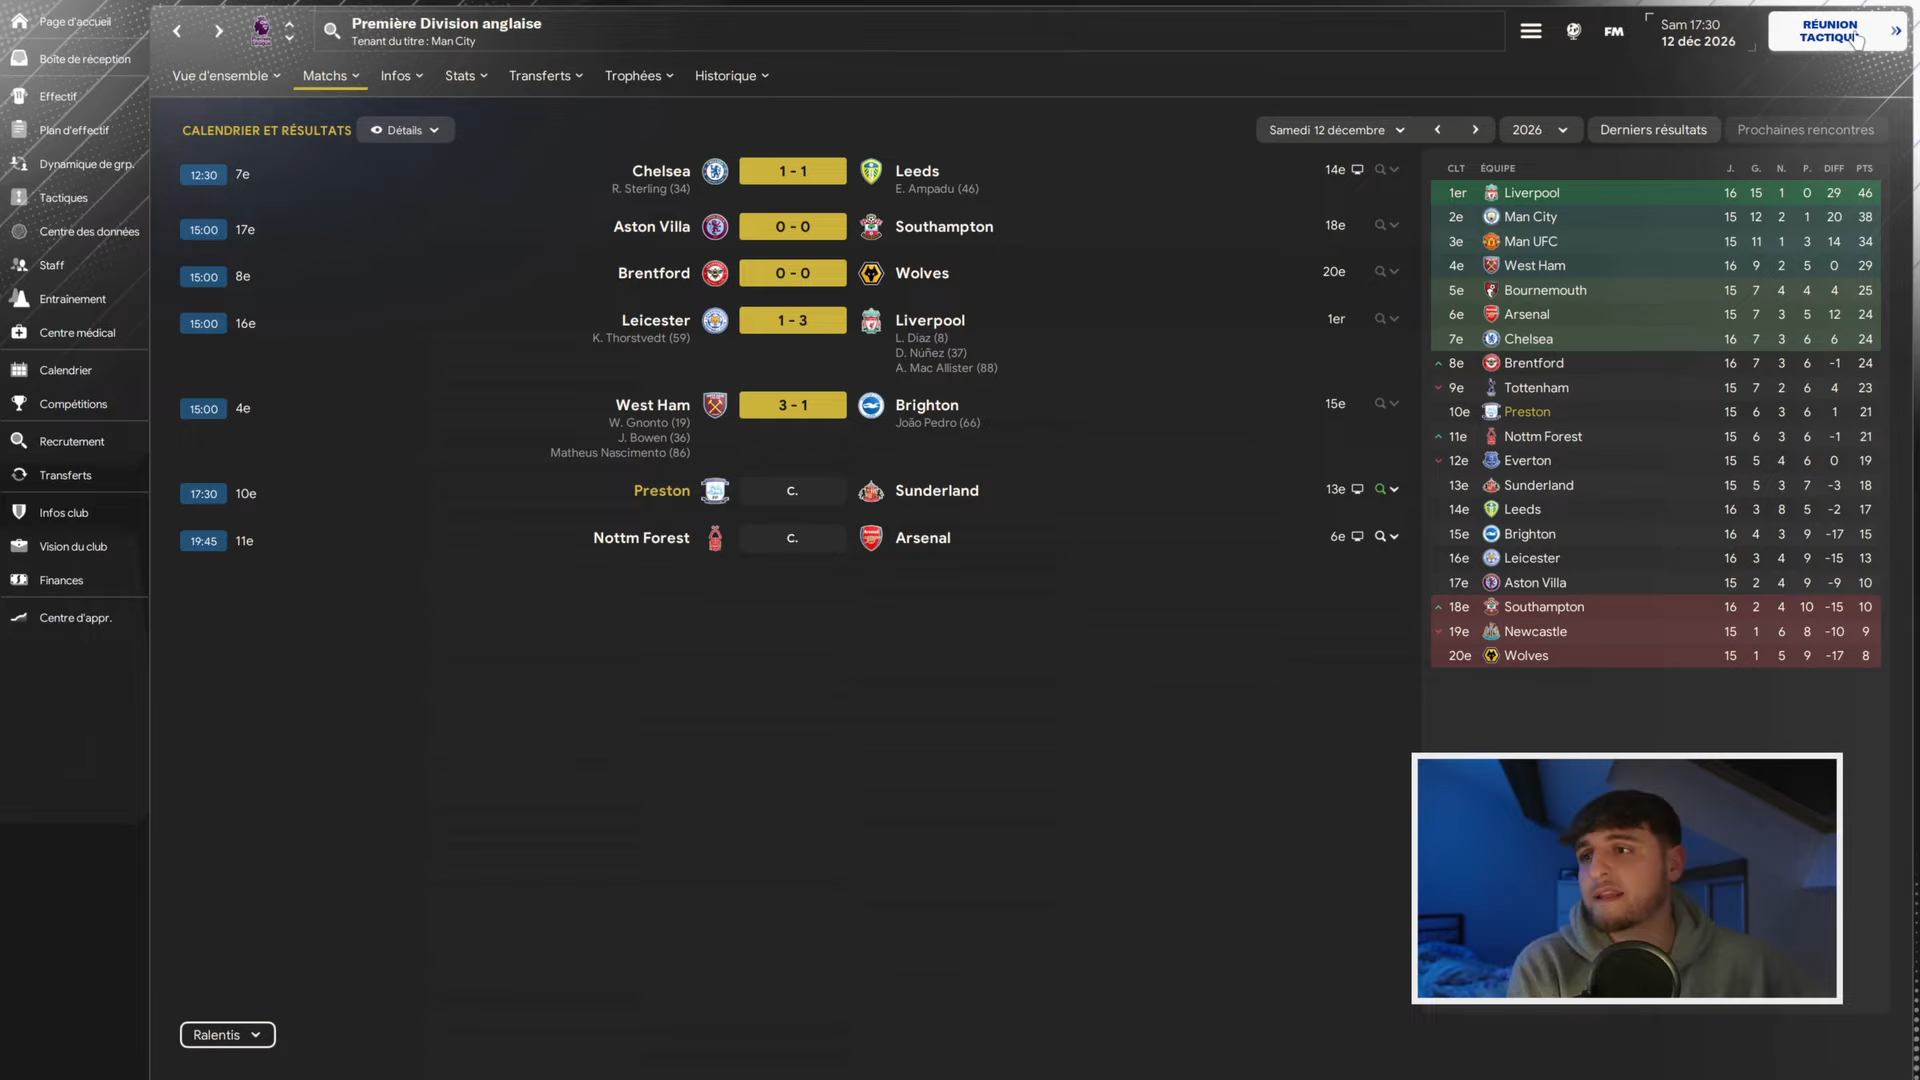 Page d'accueil
Boîte de réception
Effectif
Plan d'effectif
Dynamique de grp.
Tactiques
Centre des données
Staff
Entraînement
Centre médical
Calendrier
Compétitions
Recrutement
Transferts
Infos club
Vision du club
Finances
Centre d'appr.
Première Division anglaise
Tenant du titre : Man City
FM
Sam 17:30
12 déc 2026
RÉUNION
TACTIQUE
Vue d'ensemble Matchs Infos Stats Transferts Trophées Historique
CALENDRIER ET RÉSULTATS Détails
Samedi 12 décembre 2026 Derniers résultats Prochaines rencontres
12:30 7e Chelsea 1 - 1 Leeds 14e
R. Sterling (34) E. Ampadu (46)
15:00 17e Aston Villa 0 - 0 Southampton 18e
15:00 8e Brentford 0 - 0 Wolves 20e
15:00 16e Leicester 1 - 3 Liverpool 1er
K. Thorstvedt (59) L. Díaz (8)
D. Núñez (37)
A. Mac Allister (88)
15:00 4e West Ham 3 - 1 Brighton 15e
W. Gnonto (19) João Pedro (66)
J. Bowen (36)
Matheus Nascimento (86)
17:30 10e Preston C. Sunderland 13e
19:45 11e Nottm Forest C. Arsenal 6e
CLT ÉQUIPE J. G. N. P. DIFF PTS
1er Liverpool 16 15 1 0 29 46
2e Man City 15 12 2 1 20 38
3e Man UFC 15 11 1 3 14 34
4e West Ham 16 9 2 5 0 29
5e Bournemouth 15 7 4 4 4 25
6e Arsenal 15 7 3 5 12 24
7e Chelsea 16 7 3 6 6 24
8e Brentford 16 7 3 6 -1 24
9e Tottenham 15 7 2 6 4 23
10e Preston 15 6 3 6 1 21
11e Nottm Forest 15 6 3 6 -1 21
12e Everton 15 5 4 6 0 19
13e Sunderland 15 5 3 7 -3 18
14e Leeds 16 3 8 5 -2 17
15e Brighton 16 4 3 9 -17 15
16e Leicester 16 3 4 9 -15 13
17e Aston Villa 15 2 4 9 -9 10
18e Southampton 16 2 4 10 -15 10
19e Newcastle 15 1 6 8 -10 9
20e Wolves 15 1 5 9 -17 8
Ralentis